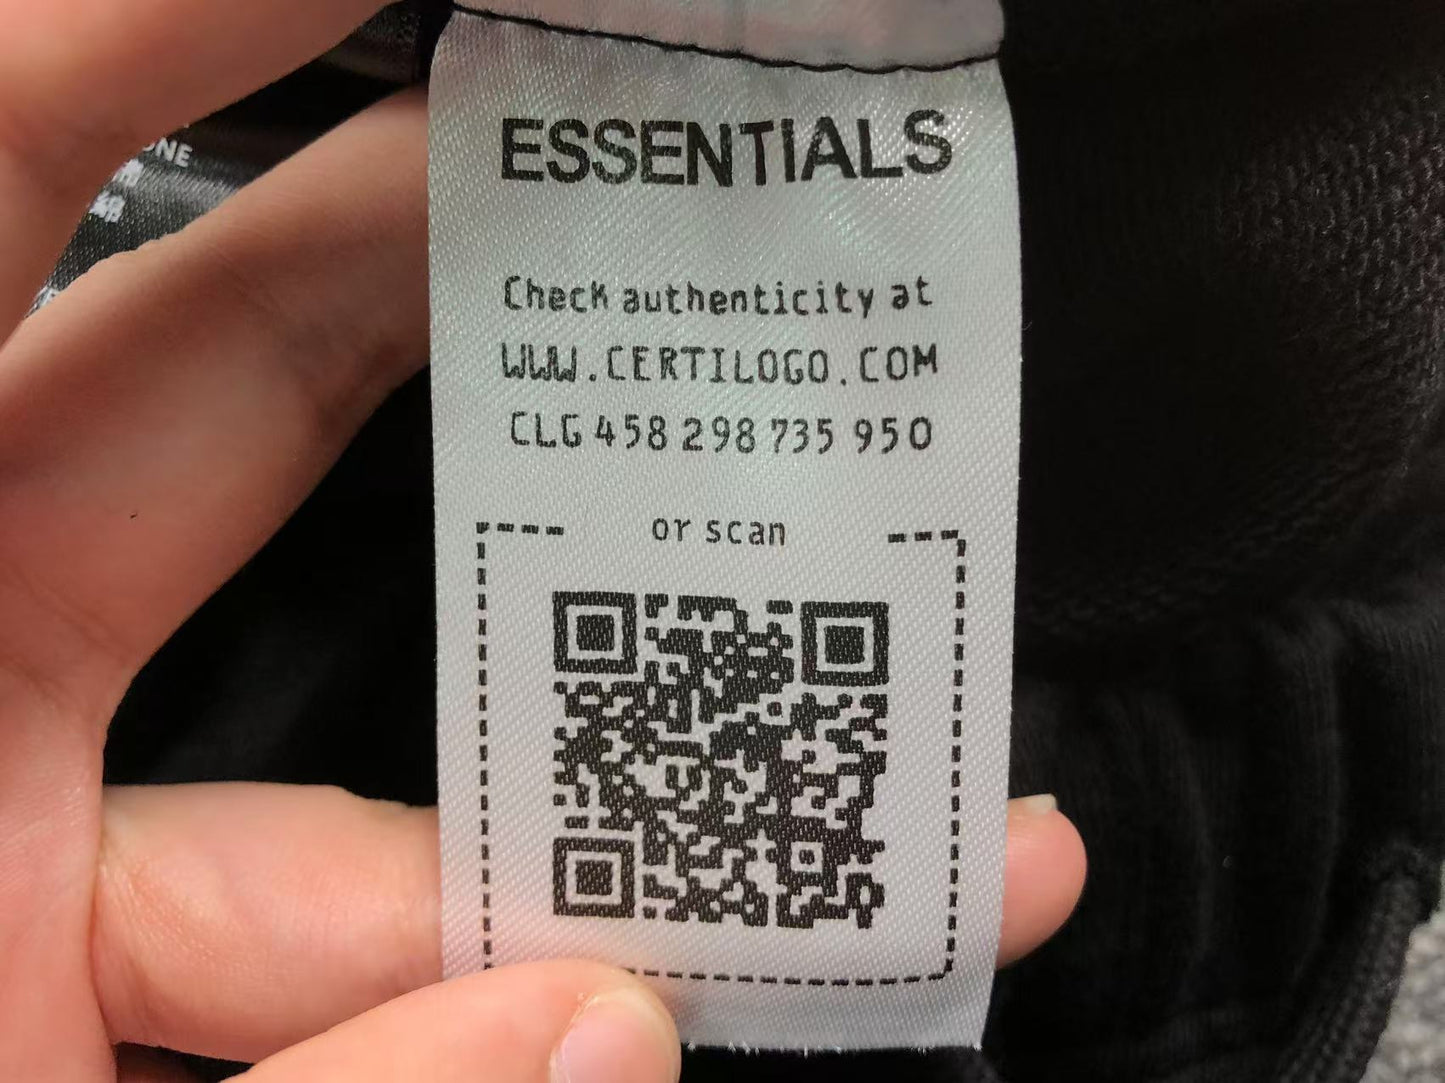 ESSENTIALS
Check authenticity at
WWW.CERTILOGO.COM
CLG 458 298 735 950
or scan